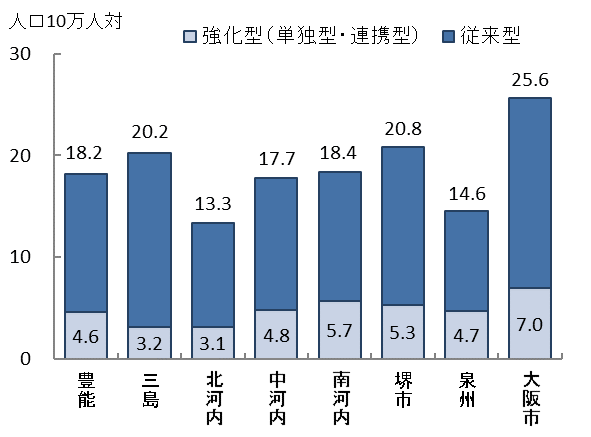 人口10万人対
強化型（単独型・連携型） 従来型
30
20
10
0
18.2
20.2
13.3
17.7
18.4
20.8
14.6
25.6
4.6
3.2
3.1
4.8
5.7
5.3
4.7
7.0
豊能
三島
北河内
中河内
南河内
堺市
泉州
大阪市